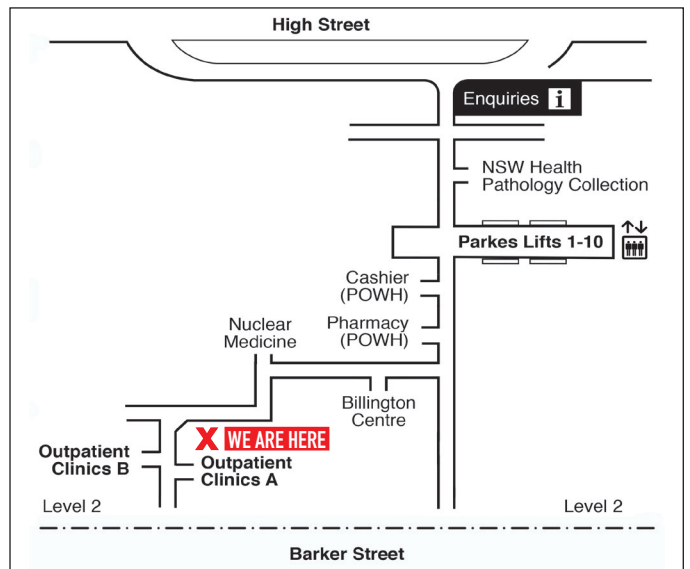 High Street
Enquiries i
NSW Health
Pathology Collection
Parkes Lifts 1-10
Cashier
(POWH)
Nuclear
Medicine
Pharmacy
(POWH)
Billington
Centre
X WE ARE HERE
Outpatient
Clinics B
Outpatient
Clinics A
Level 2
Level 2
Barker Street